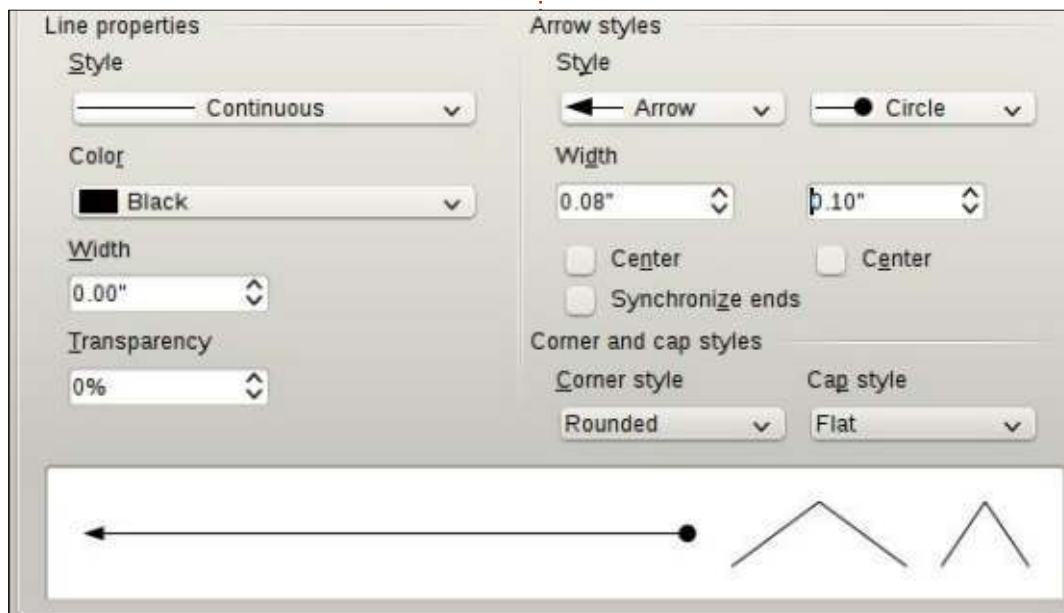 Line properties
Style
Continuous
Color
Black
Width
0.00"
Transparency
0%
Arrow styles
Style
Arrow
Circle
Width
0.08"
0.10"
Center
Center
Synchronize ends
Corner and cap styles
Corner style
Cap style
Rounded
Flat